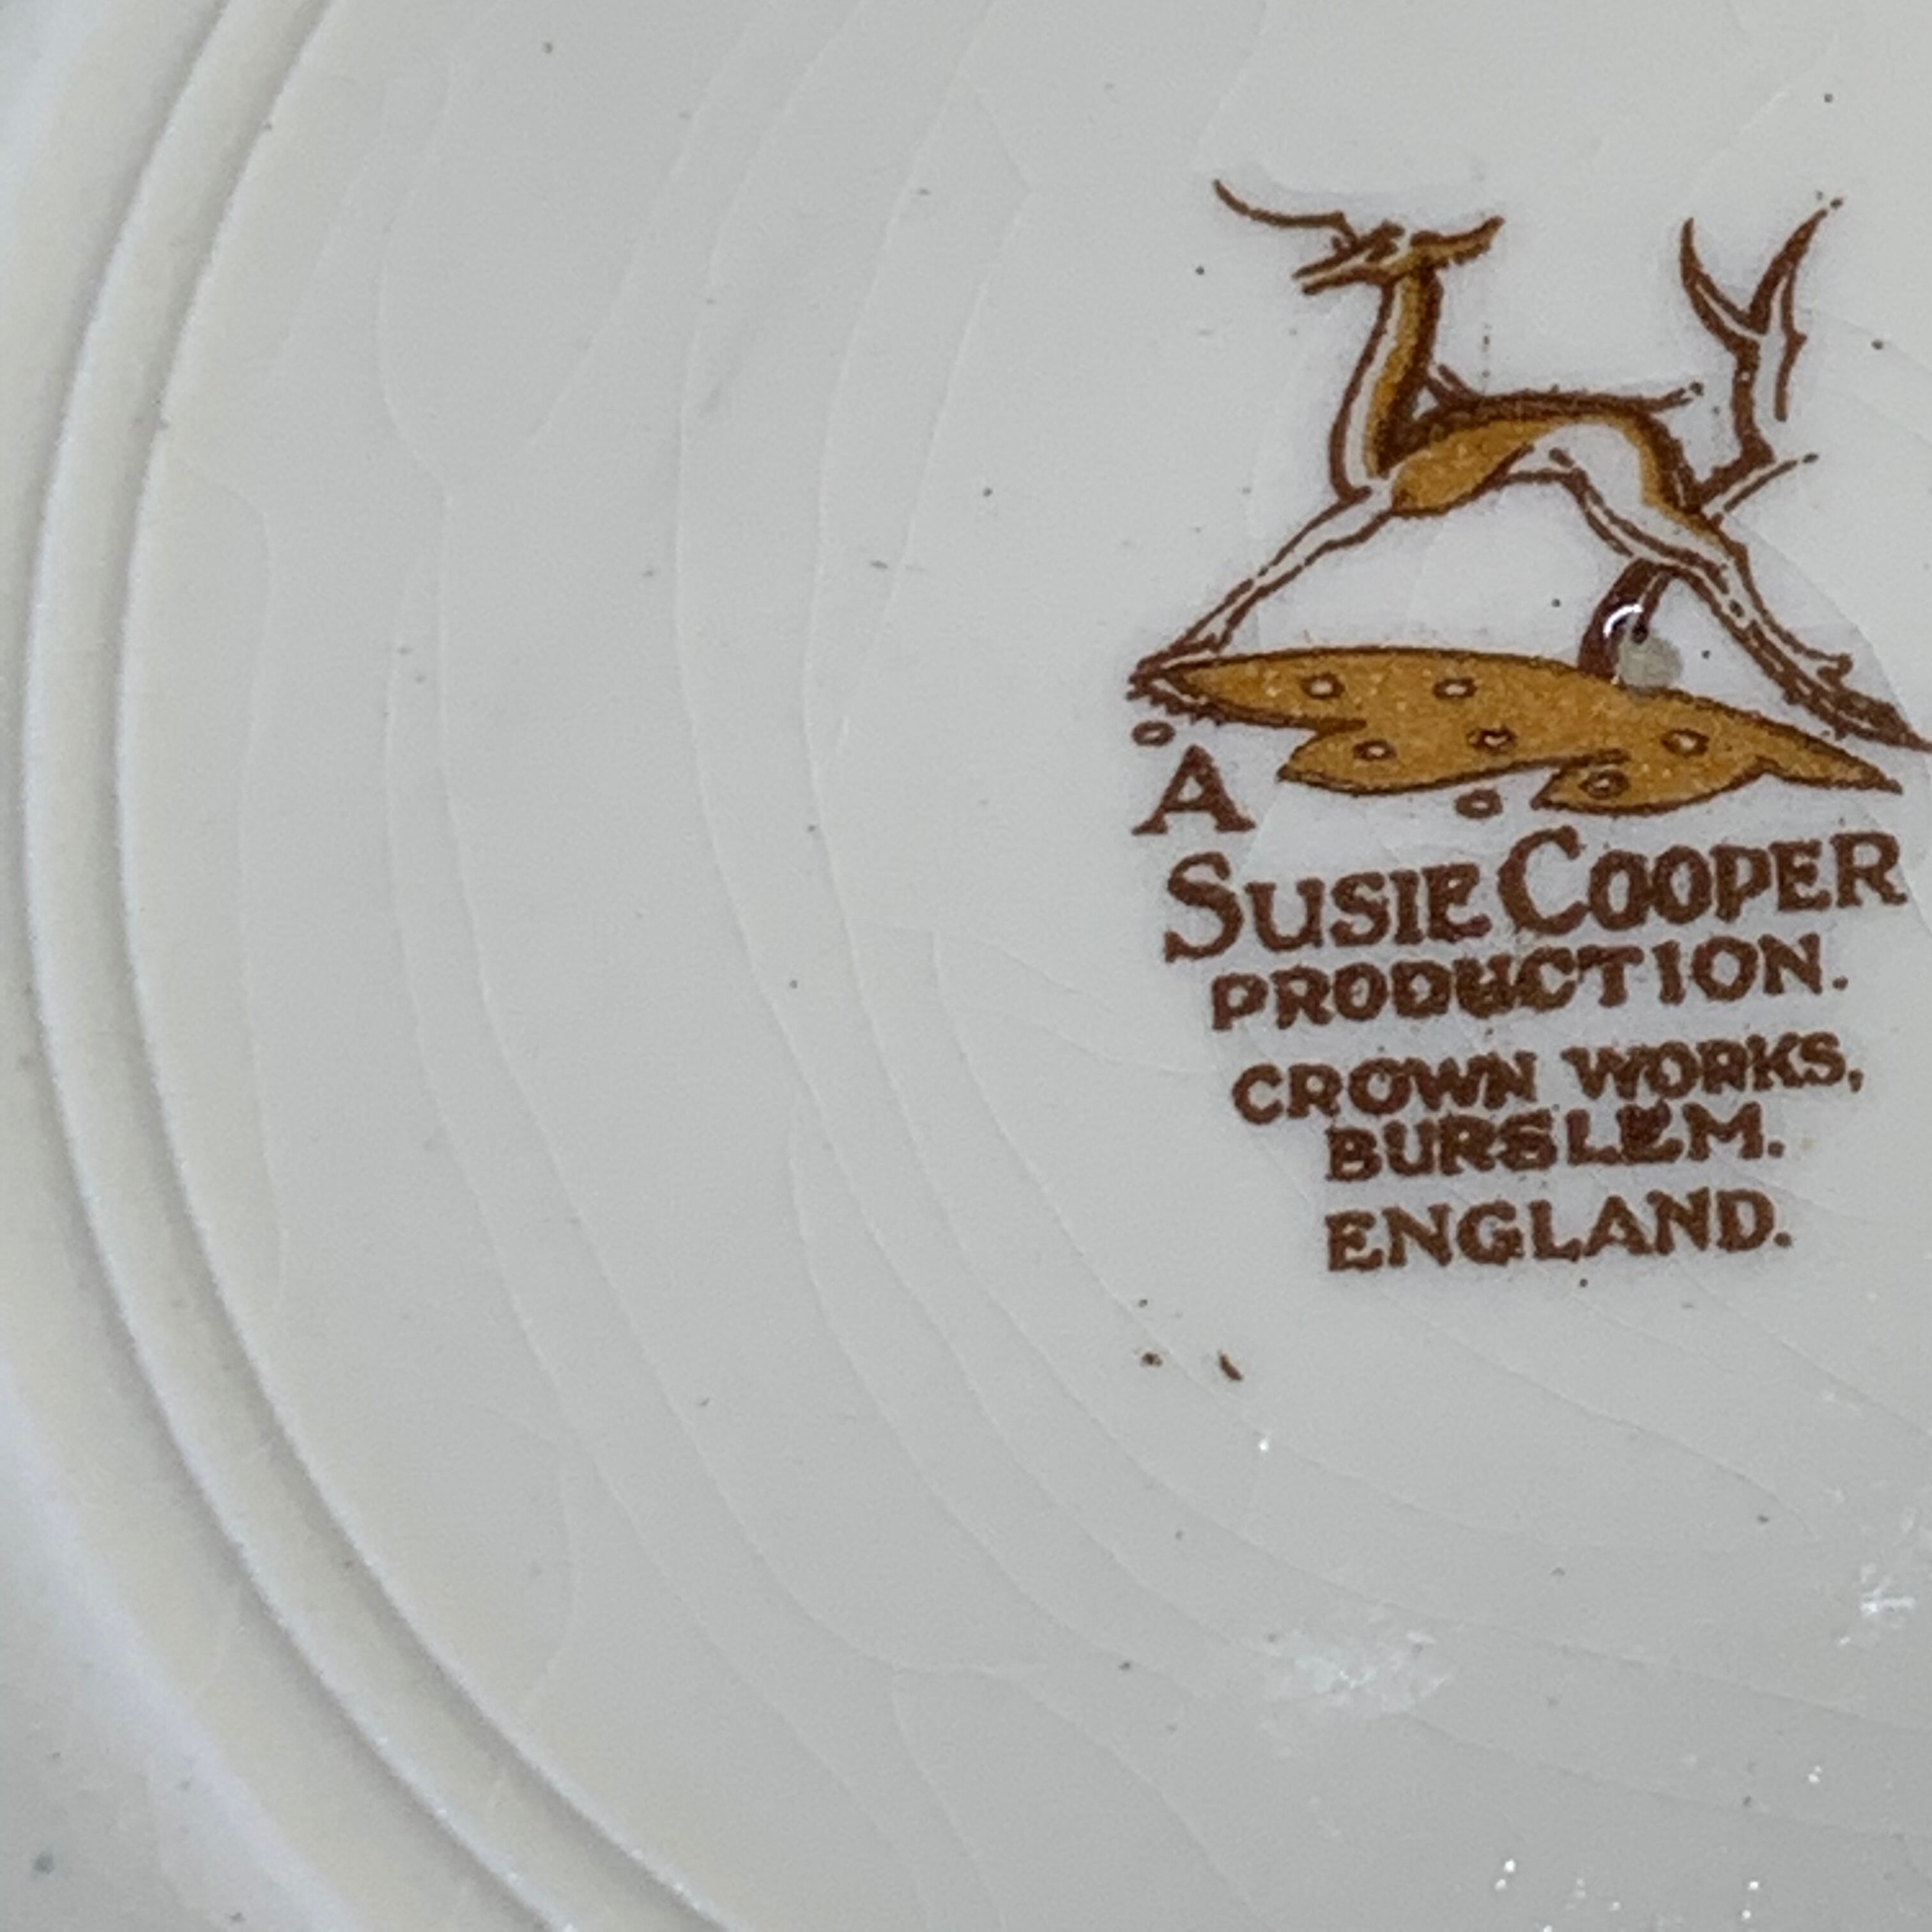 A
SUSIE COOPER
PRODUCTION.
CROWN WORKS,
BURSLEM.
ENGLAND.